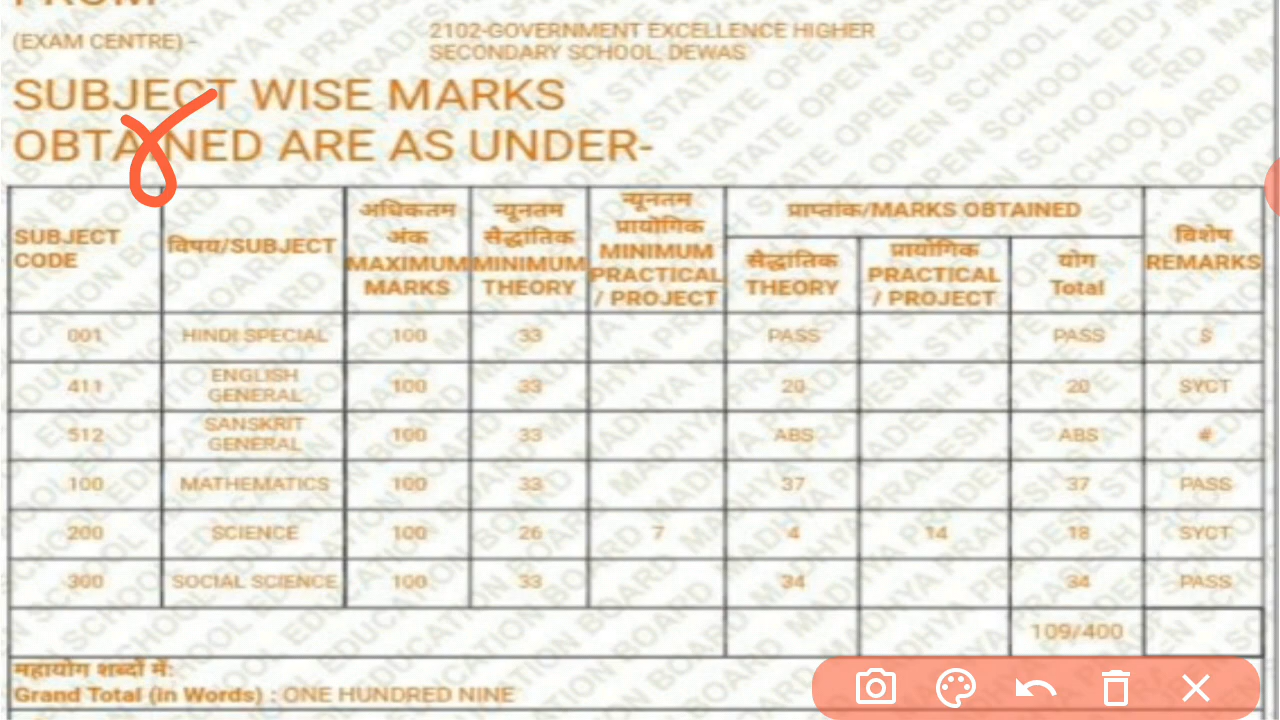 (EXAM CENTRE) -
2102-GOVERNMENT EXCELLENCE HIGHER
SECONDARY SCHOOL, DEWAS
SUBJECT WISE MARKS
OBTAINED ARE AS UNDER-
SUBJECT CODE विषय/SUBJECT अधिकतम अंक MAXIMUM MARKS न्यूनतम सैद्धांतिक MINIMUM THEORY न्यूनतम प्रायोगिक MINIMUM PRACTICAL / PROJECT प्राप्तांक/MARKS OBTAINED विशेष REMARKS
सैद्धांतिक THEORY प्रायोगिक PRACTICAL / PROJECT योग Total
001 HINDI SPECIAL 100 33 PASS PASS $
411 ENGLISH GENERAL 100 33 20 20 SYCT
512 SANSKRIT GENERAL 100 33 ABS ABS #
100 MATHEMATICS 100 33 37 37 PASS
200 SCIENCE 100 26 7 4 14 18 SYCT
300 SOCIAL SCIENCE 100 33 34 34 PASS
109/400
महायोग शब्दों में:
Grand Total (in Words) : ONE HUNDRED NINE